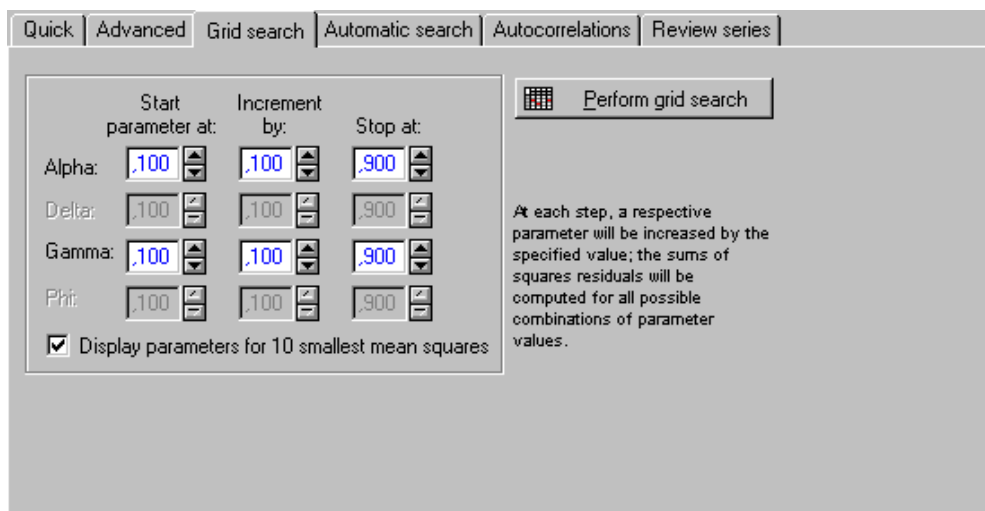 Quick Advanced Grid search Automatic search Autocorrelations Review series
Start Increment
parameter at: by: Stop at:
Alpha: ,100 ,100 ,900
Delta: ,100 ,100 ,900
Gamma: ,100 ,100 ,900
Phi: ,100 ,100 ,900
Display parameters for 10 smallest mean squares
Perform grid search
At each step, a respective
parameter will be increased by the
specified value; the sums of
squares residuals will be
computed for all possible
combinations of parameter
values.